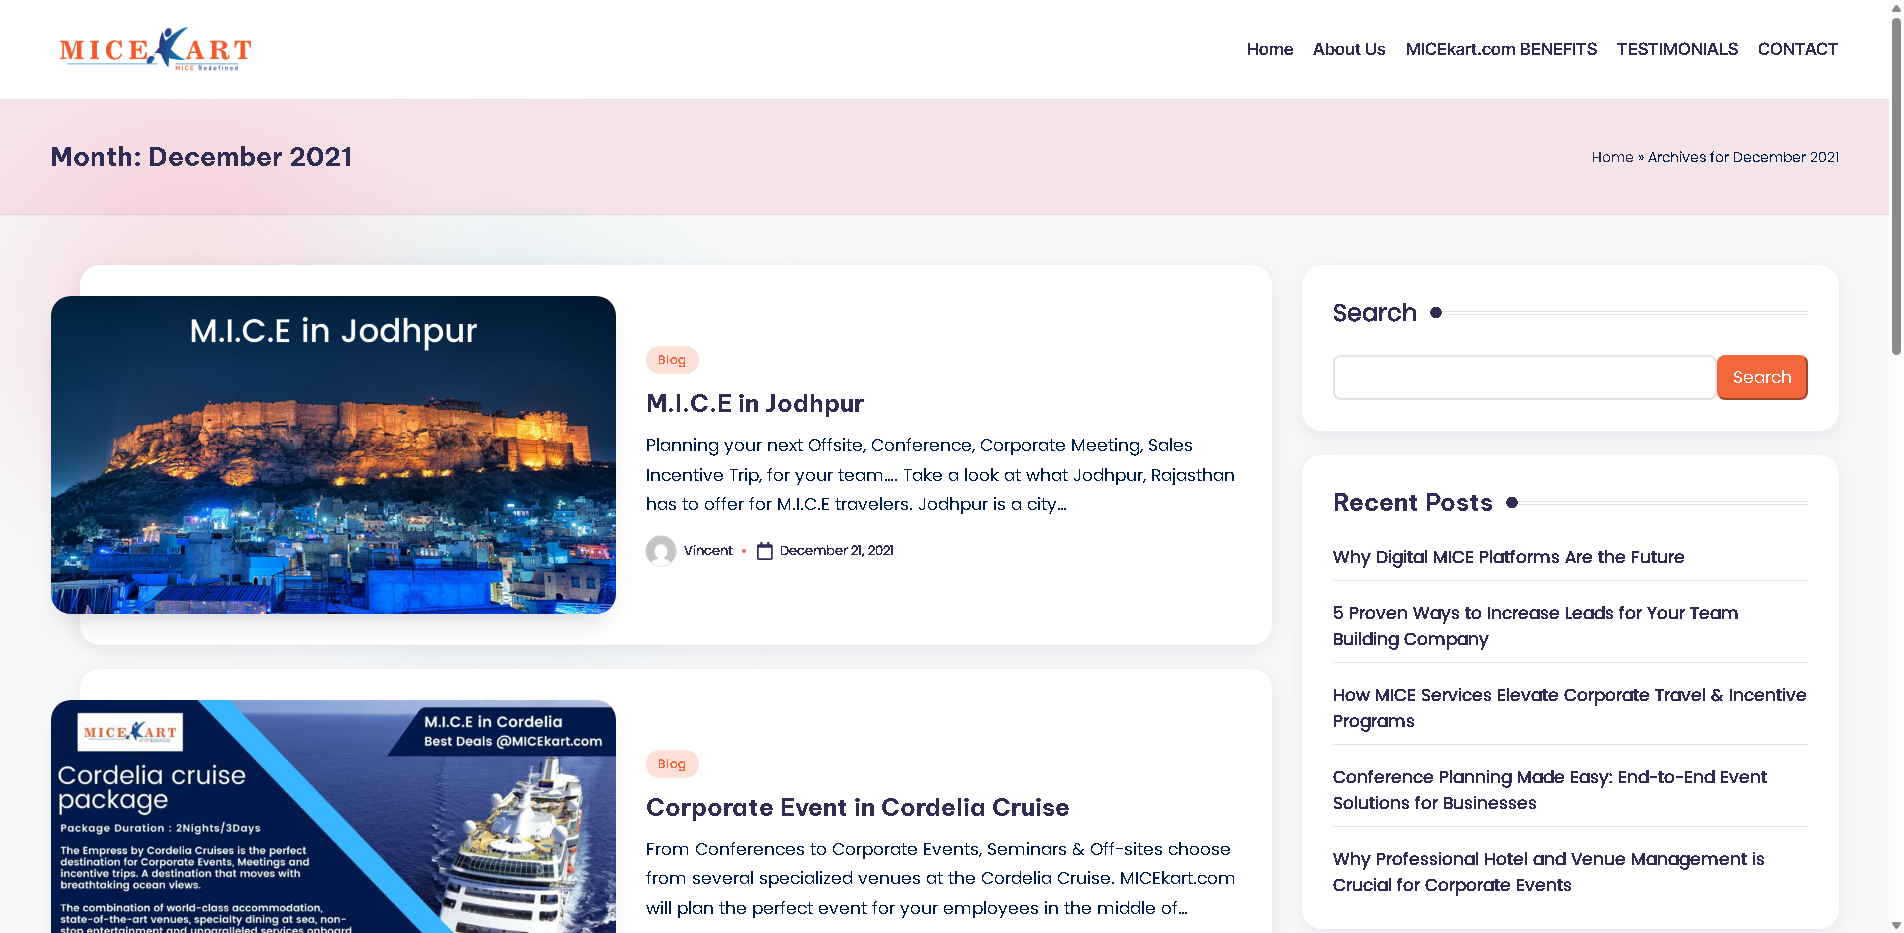 MICEKART
MICE Redefined
Home
About Us
MICEkart.com BENEFITS
TESTIMONIALS
CONTACT
Month: December 2021
Home » Archives for December 2021
M.I.C.E in Jodhpur
Blog
M.I.C.E in Jodhpur
Planning your next Offsite, Conference, Corporate Meeting, Sales
Incentive Trip, for your team.... Take a look at what Jodhpur, Rajasthan
has to offer for M.I.C.E travelers. Jodhpur is a city...
Vincent
December 21, 2021
MICEKART
M.I.C.E in Cordelia
Best Deals @MICEkart.com
Cordelia cruise
package
Package Duration : 2Nights/3Days
The Empress by Cordelia Cruises is the perfect
destination for Corporate Events, Meetings and
incentive trips. A destination that moves with
breathtaking ocean views.
The combination of world-class accommodation,
state-of-the-art venues, specialty dining at sea, non-
stop entertainment and unparalleled services onboard
Blog
Corporate Event in Cordelia Cruise
From Conferences to Corporate Events, Seminars & Off-sites choose
from several specialized venues at the Cordelia Cruise. MICEkart.com
will plan the perfect event for your employees in the middle of...
Search
Search
Recent Posts
Why Digital MICE Platforms Are the Future
5 Proven Ways to Increase Leads for Your Team
Building Company
How MICE Services Elevate Corporate Travel & Incentive
Programs
Conference Planning Made Easy: End-to-End Event
Solutions for Businesses
Why Professional Hotel and Venue Management is
Crucial for Corporate Events